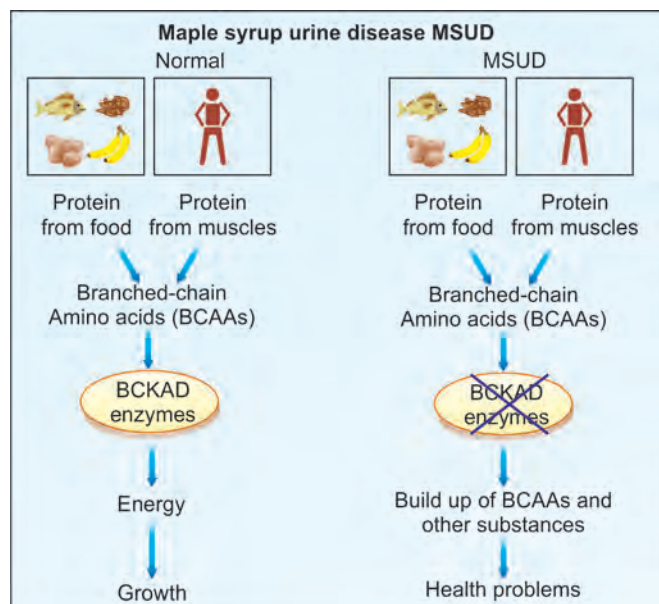 Maple syrup urine disease MSUD
Normal
Protein
from food
Protein
from muscles
Branched-chain
Amino acids (BCAAs)
BCKAD
enzymes
Energy
Growth
MSUD
Protein
from food
Protein
from muscles
Branched-chain
Amino acids (BCAAs)
BCKAD
enzymes
Build up of BCAAs and
other substances
Health problems